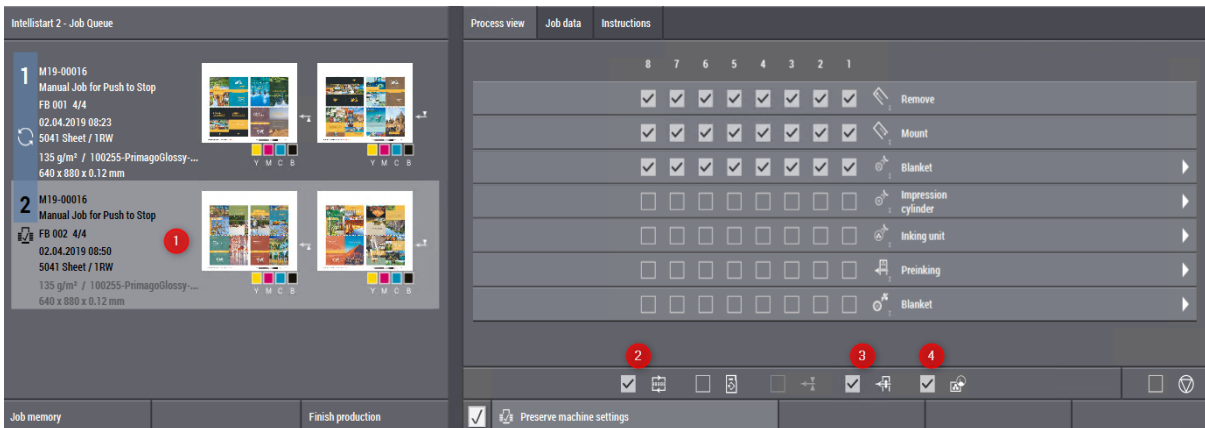 Intellistart 2 - Job Queue
1
M19-00016
Manual Job for Push to Stop
FB 001 4/4
02.04.2019 08:23
5041 Sheet / 1RW
135 g/m² / 100255-PrimagoGlossy-...
640 x 880 x 0.12 mm
Y M C B
2
M19-00016
Manual Job for Push to Stop
FB 002 4/4
1
02.04.2019 08:50
5041 Sheet / 1RW
135 g/m² / 100255-PrimagoGlossy-...
640 x 880 x 0.12 mm
Y M C B
Y M C B
Job memory
Finish production
Process view Job data Instructions
8 7 6 5 4 3 2 1
Remove
Mount
Blanket
Impression
cylinder
Inking unit
Preinking
Blanket
2 3 4
Preserve machine settings